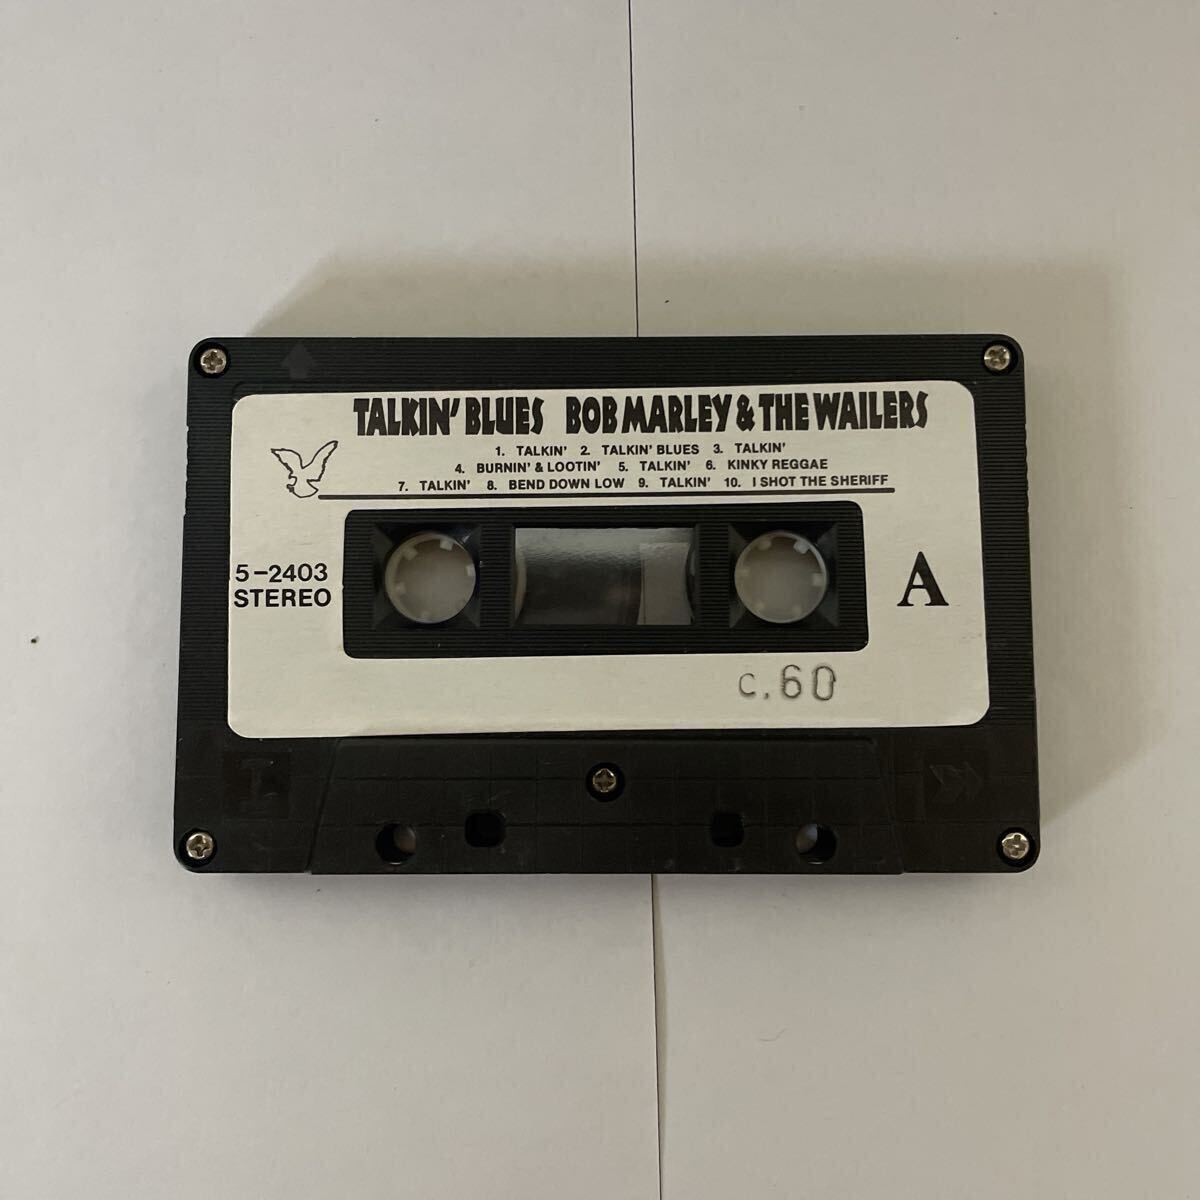 TALKIN' BLUES BOB MARLEY & THE WAILERS
1. TALKIN' 2. TALKIN' BLUES 3. TALKIN'
4. BURNIN' & LOOTIN' 5. TALKIN' 6. KINKY REGGAE
7. TALKIN' 8. BEND DOWN LOW 9. TALKIN' 10. I SHOT THE SHERIFF
5-2403
STEREO
A
C.60